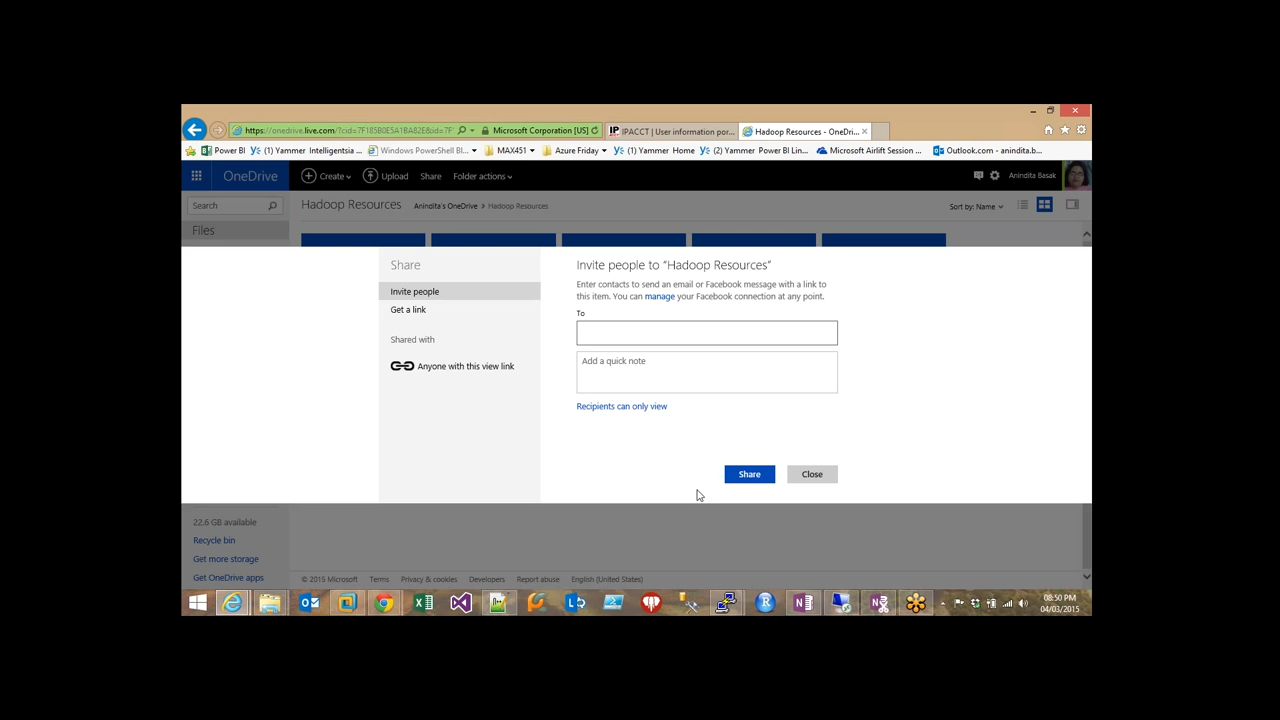 https://onedrive.live.com/?cid=7F185B0E5A1BA82E&id=7F
Microsoft Corporation [US]
IPACCT | User information por...
Hadoop Resources - OneDri...
Power BI
(1) Yammer Intelligentsia ...
Windows PowerShell Bl...
MAX451
Azure Friday
(1) Yammer Home
(2) Yammer Power BI Lin...
Microsoft Airlift Session ...
Outlook.com - anindita.b...
OneDrive
Create
Upload
Share
Folder actions
Anindita Basak
Search
Hadoop Resources
Anindita's OneDrive > Hadoop Resources
Sort by: Name
Files
Share
Invite people
Get a link
Shared with
Anyone with this view link
Invite people to “Hadoop Resources”
Enter contacts to send an email or Facebook message with a link to
this item. You can manage your Facebook connection at any point.
To
Add a quick note
Recipients can only view
Share
Close
22.6 GB available
Recycle bin
Get more storage
Get OneDrive apps
© 2015 Microsoft
Terms
Privacy & cookies
Developers
Report abuse
English (United States)
08:50 PM
04/03/2015